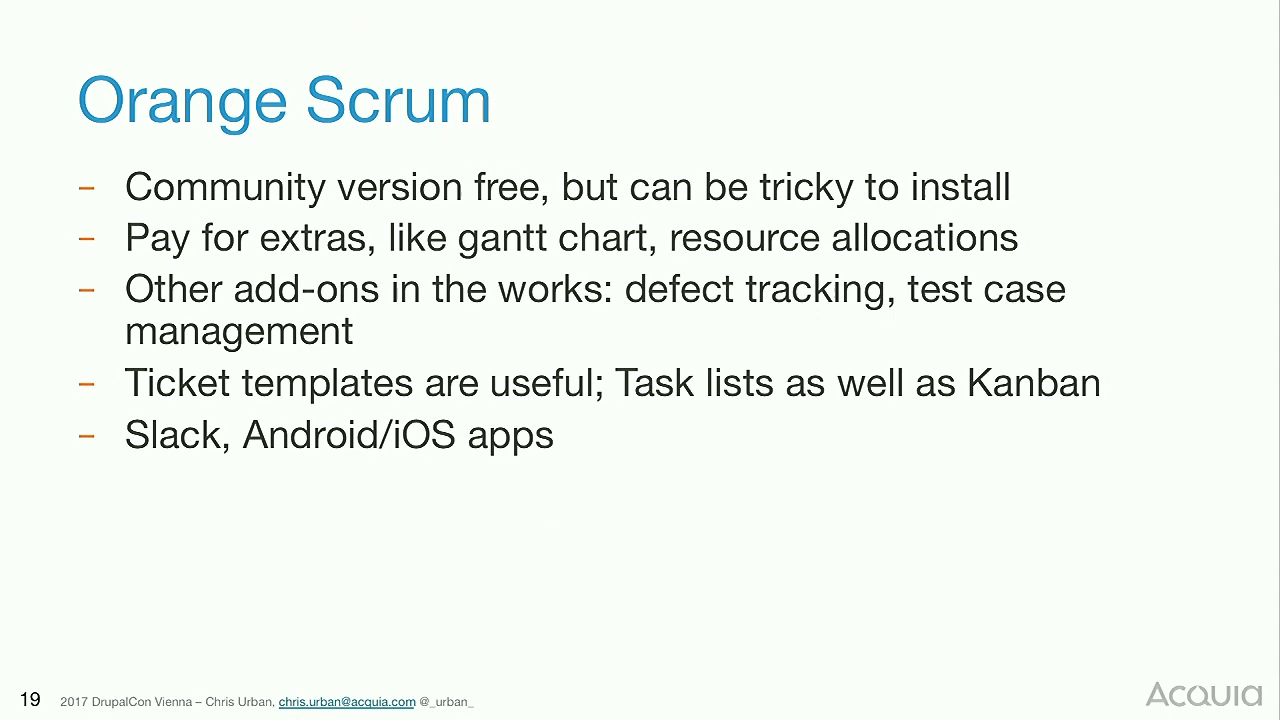 Orange Scrum
– Community version free, but can be tricky to install
– Pay for extras, like gantt chart, resource allocations
– Other add-ons in the works: defect tracking, test case
management
– Ticket templates are useful; Task lists as well as Kanban
– Slack, Android/iOS apps
19 2017 DrupalCon Vienna – Chris Urban, chris.urban@acquia.com @_urban_
Acquia